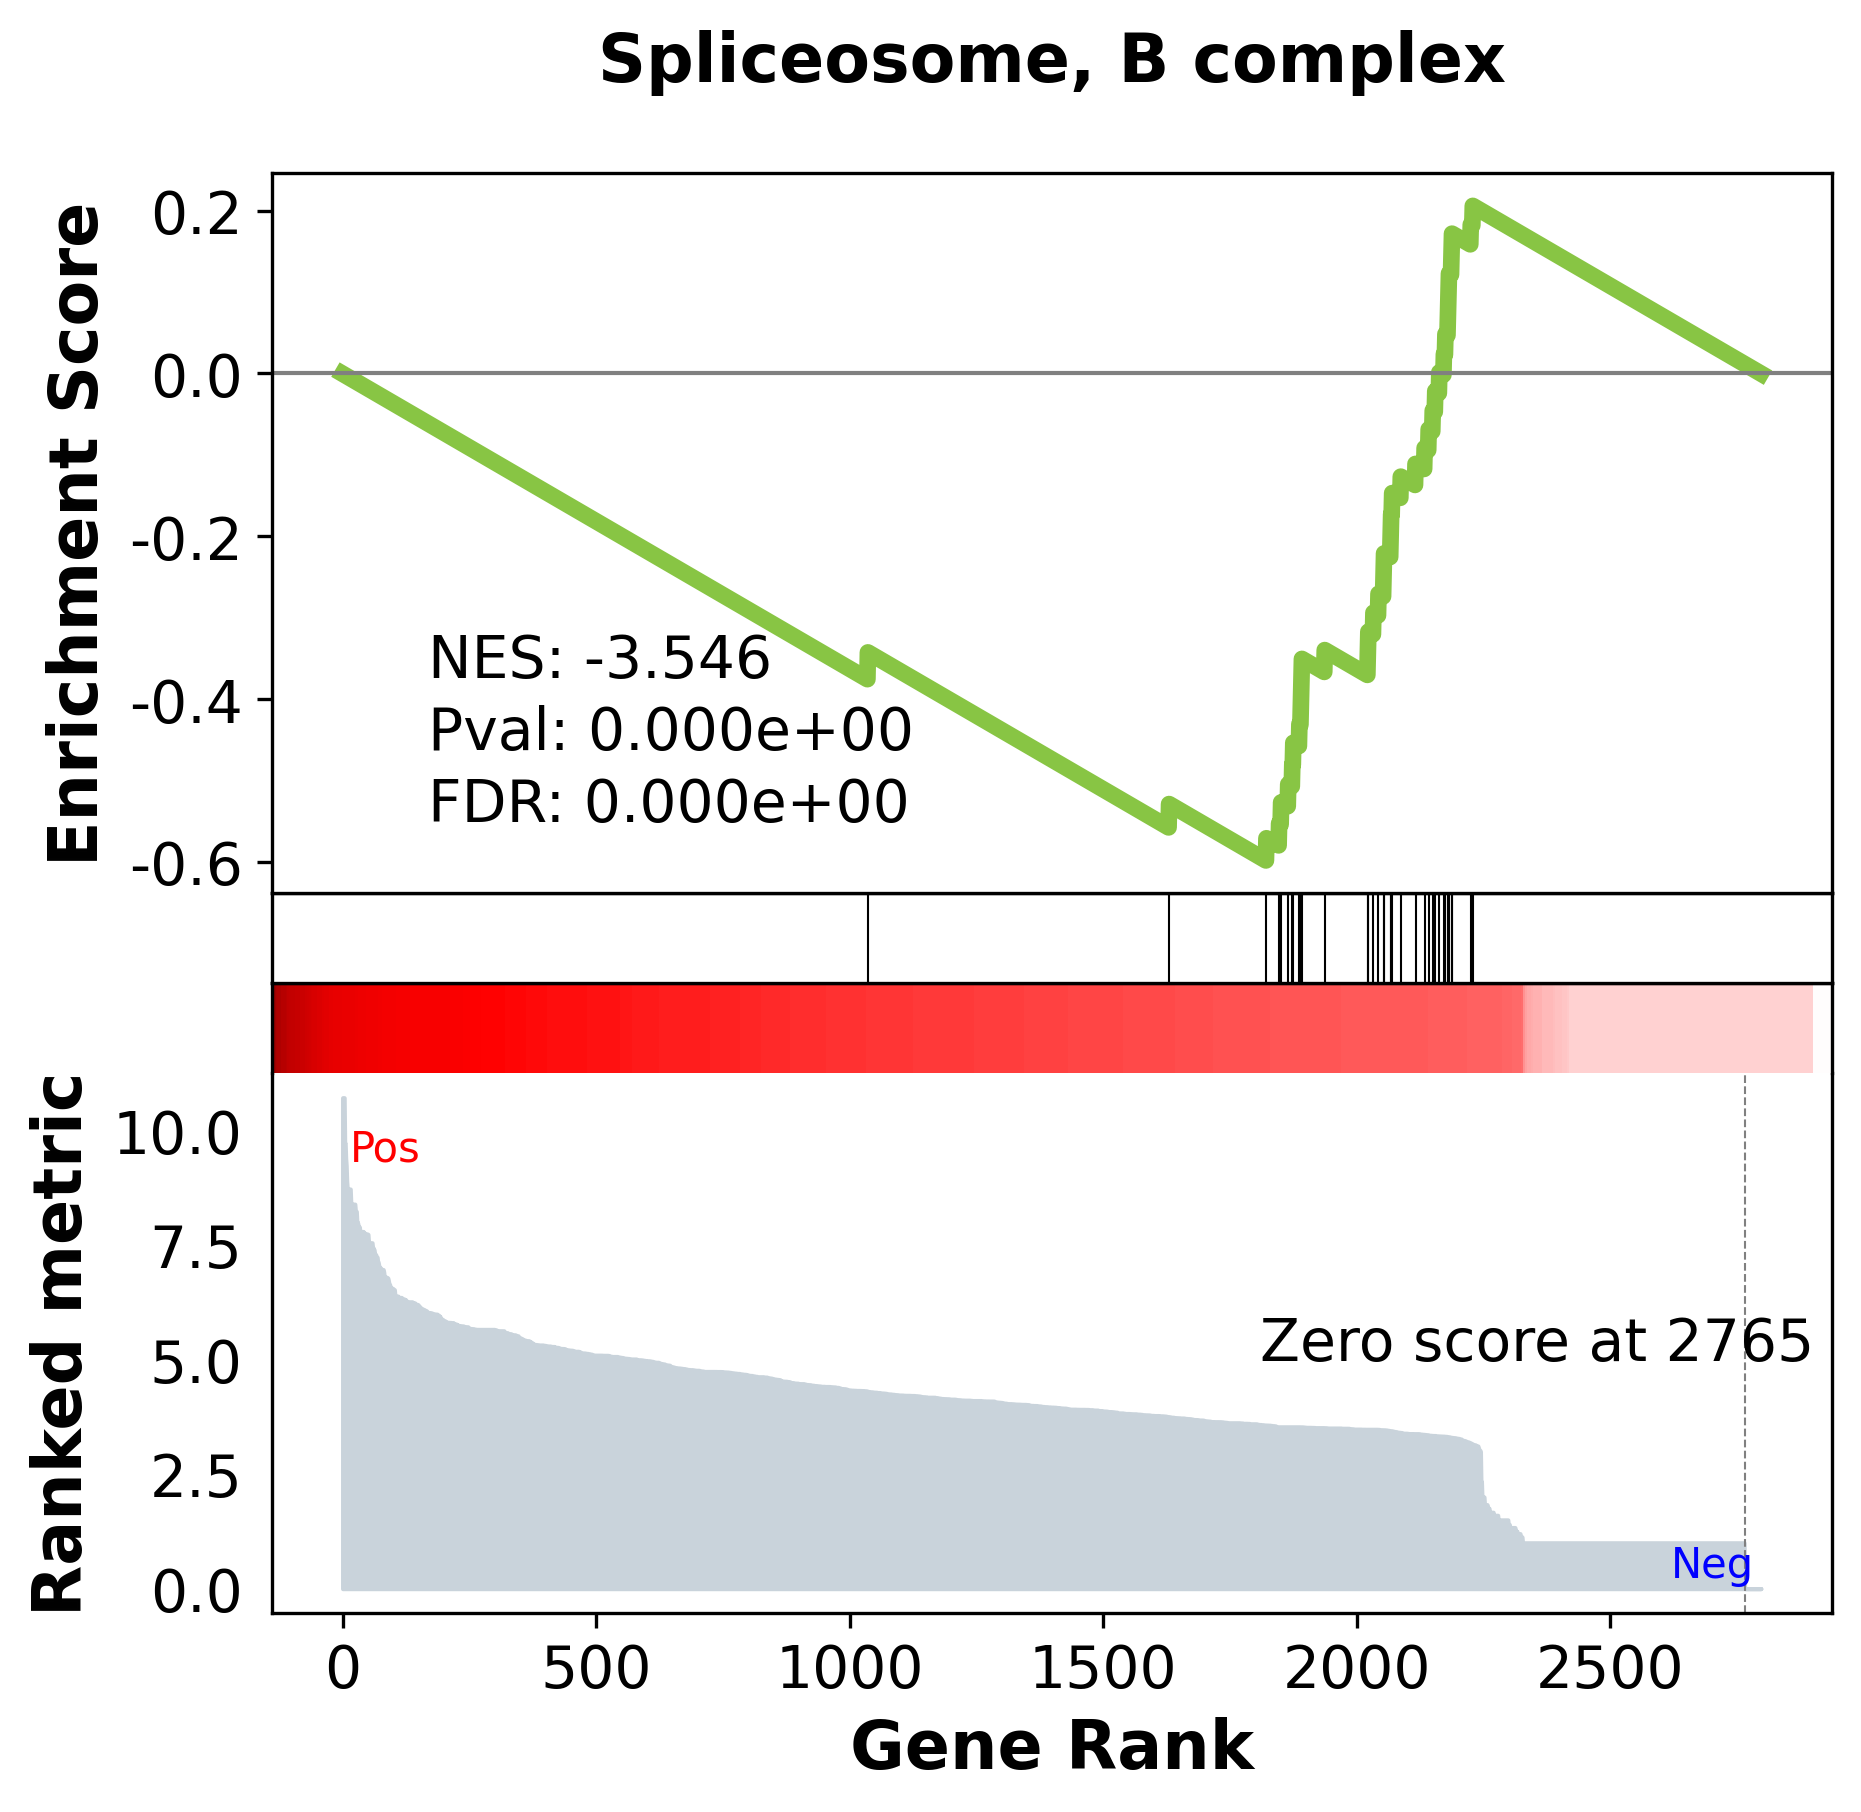 Spliceosome, B complex
Enrichment Score
0.2
0.0
-0.2
-0.4
-0.6
NES: -3.546
Pval: 0.000e+00
FDR: 0.000e+00
Ranked metric
10.0
7.5
5.0
2.5
0.0
Pos
Zero score at 2765
Neg
0 500 1000 1500 2000 2500
Gene Rank